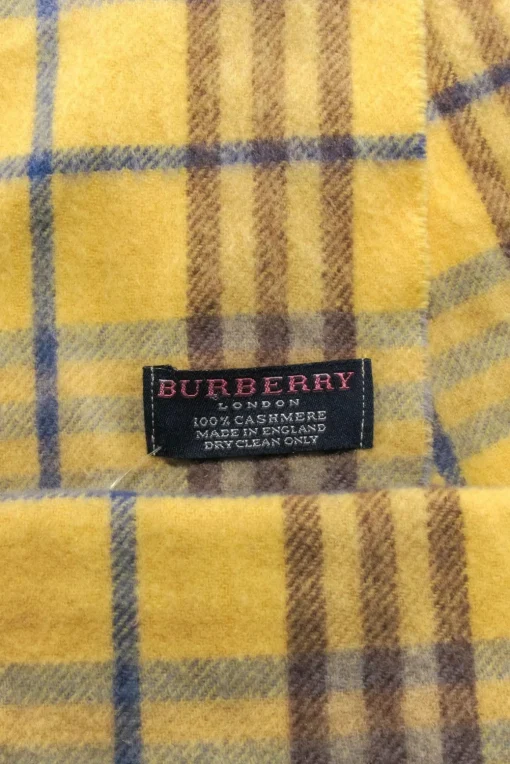 BURBERRY
LONDON
100% CASHMERE
MADE IN ENGLAND
DRY CLEAN ONLY